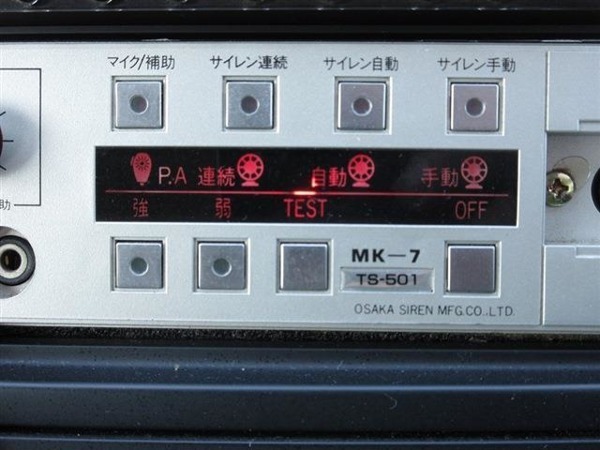 マイク/補助 サイレン連続 サイレン自動 サイレン手動
P.A 連続 自動 手動
強 弱 TEST OFF
助
MK-7
TS-501
OSAKA SIREN MFG.CO.,LTD.